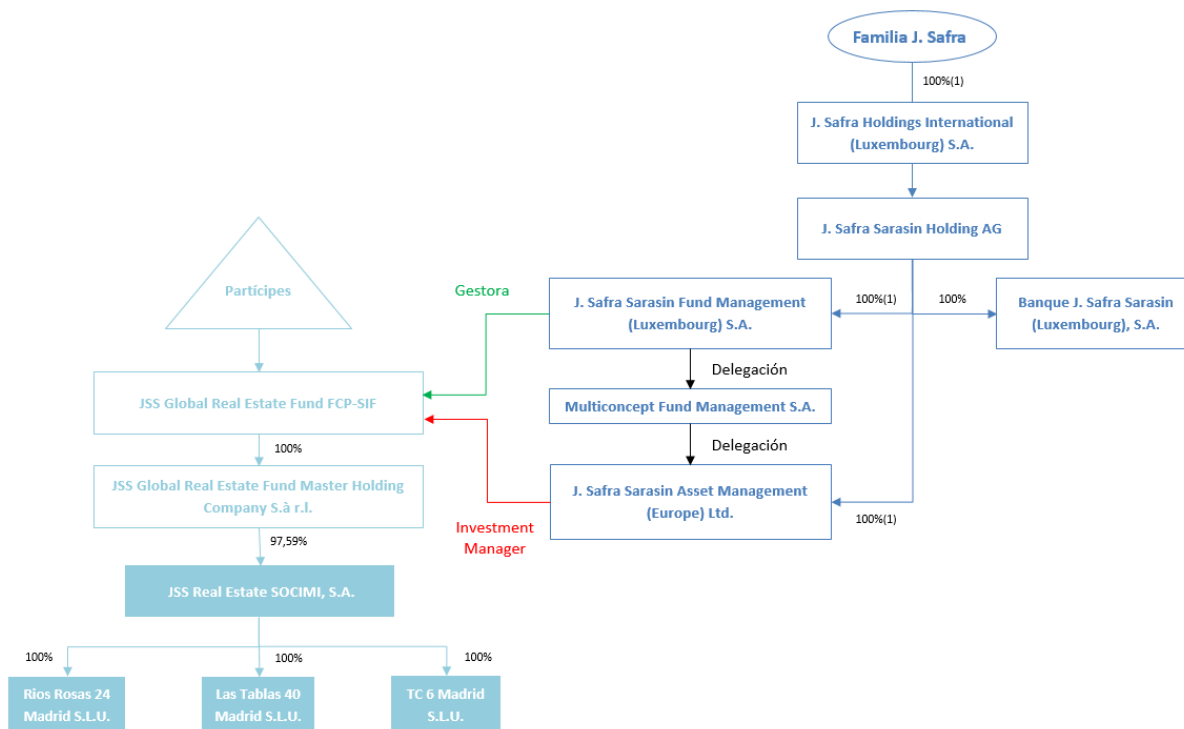 Familia J. Safra
100%(1)
J. Safra Holdings International
(Luxembourg) S.A.
J. Safra Sarasin Holding AG
Partícipes
Gestora
J. Safra Sarasin Fund Management
(Luxembourg) S.A.
100%(1)
100%
Banque J. Safra Sarasin
(Luxembourg), S.A.
Delegación
JSS Global Real Estate Fund FCP-SIF
Multiconcept Fund Management S.A.
100%
Delegación
JSS Global Real Estate Fund Master Holding
Company S.à r.l.
J. Safra Sarasin Asset Management
(Europe) Ltd.
100%(1)
Investment
Manager
97,59%
JSS Real Estate SOCIMI, S.A.
100%
100%
100%
Rios Rosas 24
Madrid S.L.U.
Las Tablas 40
Madrid S.L.U.
TC 6 Madrid
S.L.U.